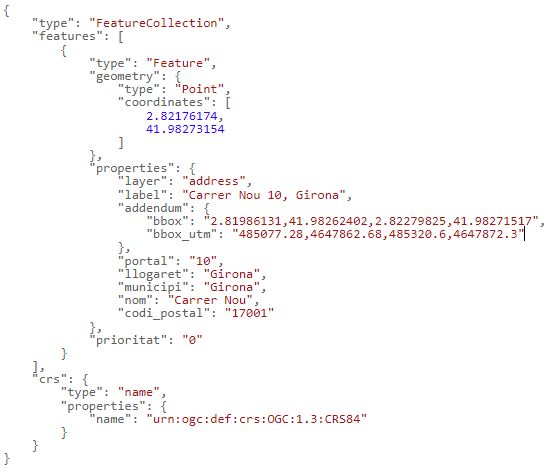 {
    "type": "FeatureCollection",
    "features": [
        {
            "type": "Feature",
            "geometry": {
                "type": "Point",
                "coordinates": [
                    2.82176174,
                    41.98273154
                ]
            },
            "properties": {
                "layer": "address",
                "label": "Carrer Nou 10, Girona",
                "addendum": {
                    "bbox": "2.81986131,41.98262402,2.82279825,41.98271517",
                    "bbox_utm": "485077.28,4647862.68,485320.6,4647872.3"
                },
                "portal": "10",
                "llogaret": "Girona",
                "municipi": "Girona",
                "nom": "Carrer Nou",
                "codi_postal": "17001"
            },
            "prioritat": "0"
        }
    ],
    "crs": {
        "type": "name",
        "properties": {
            "name": "urn:ogc:def:crs:OGC:1.3:CRS84"
        }
    }
}